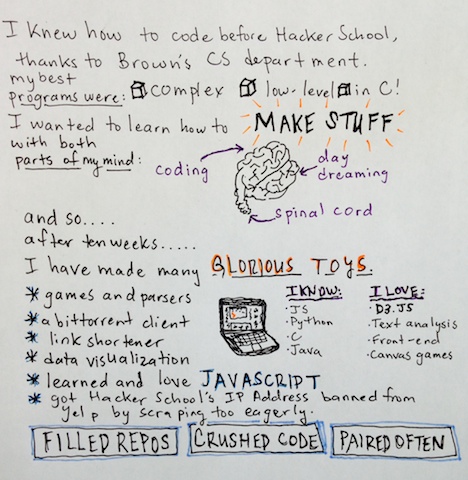 I knew how to code before Hacker School,
thanks to Brown's CS department.
my best
programs were: complex low-level in C!
I wanted to learn how to MAKE STUFF
with both
parts of my mind:
coding
day
dreaming
spinal cord
and so....
after ten weeks.....
I have made many GLORIOUS TOYS.
* games and parsers
* a bittorrent client
* link shortener
* data visualization
I KNOW:
· JS
· Python
· C
· Java
I LOVE:
· D3.JS
· Text analysis
· Front-end
· Canvas games
* learned and love JAVASCRIPT
* got Hacker School's IP Address banned from
Yelp by scraping too eagerly.
FILLED REPOS CRUSHED CODE PAIRED OFTEN